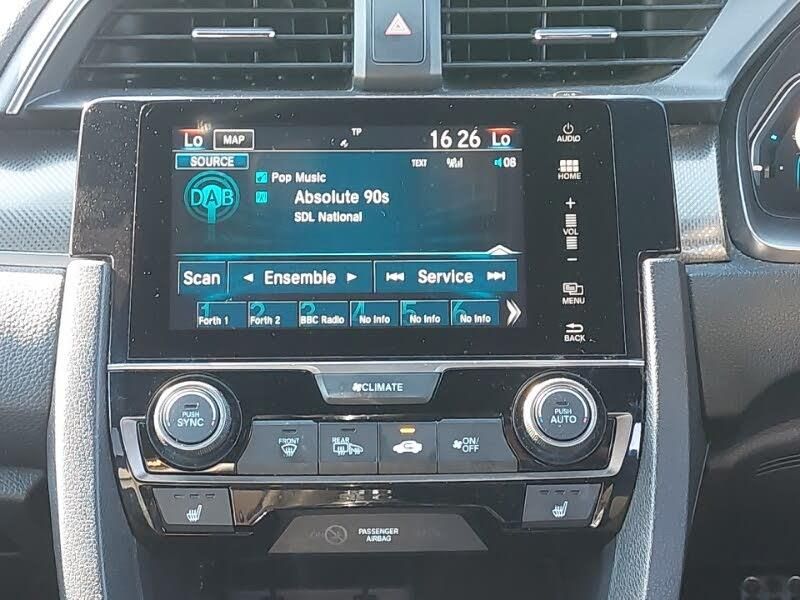 Lo MAP TP 16 26 Lo
SOURCE TEXT 08
DAB Pop Music
Absolute 90s
SDL National
Scan Ensemble Service
1 2 3 4 5 6
Forth 1 Forth 2 BBC Radio No Info No Info No Info
AUDIO
HOME
+
VOL
−
MENU
BACK
CLIMATE
PUSH SYNC
FRONT REAR ON/OFF
PUSH AUTO
PASSENGER
AIRBAG